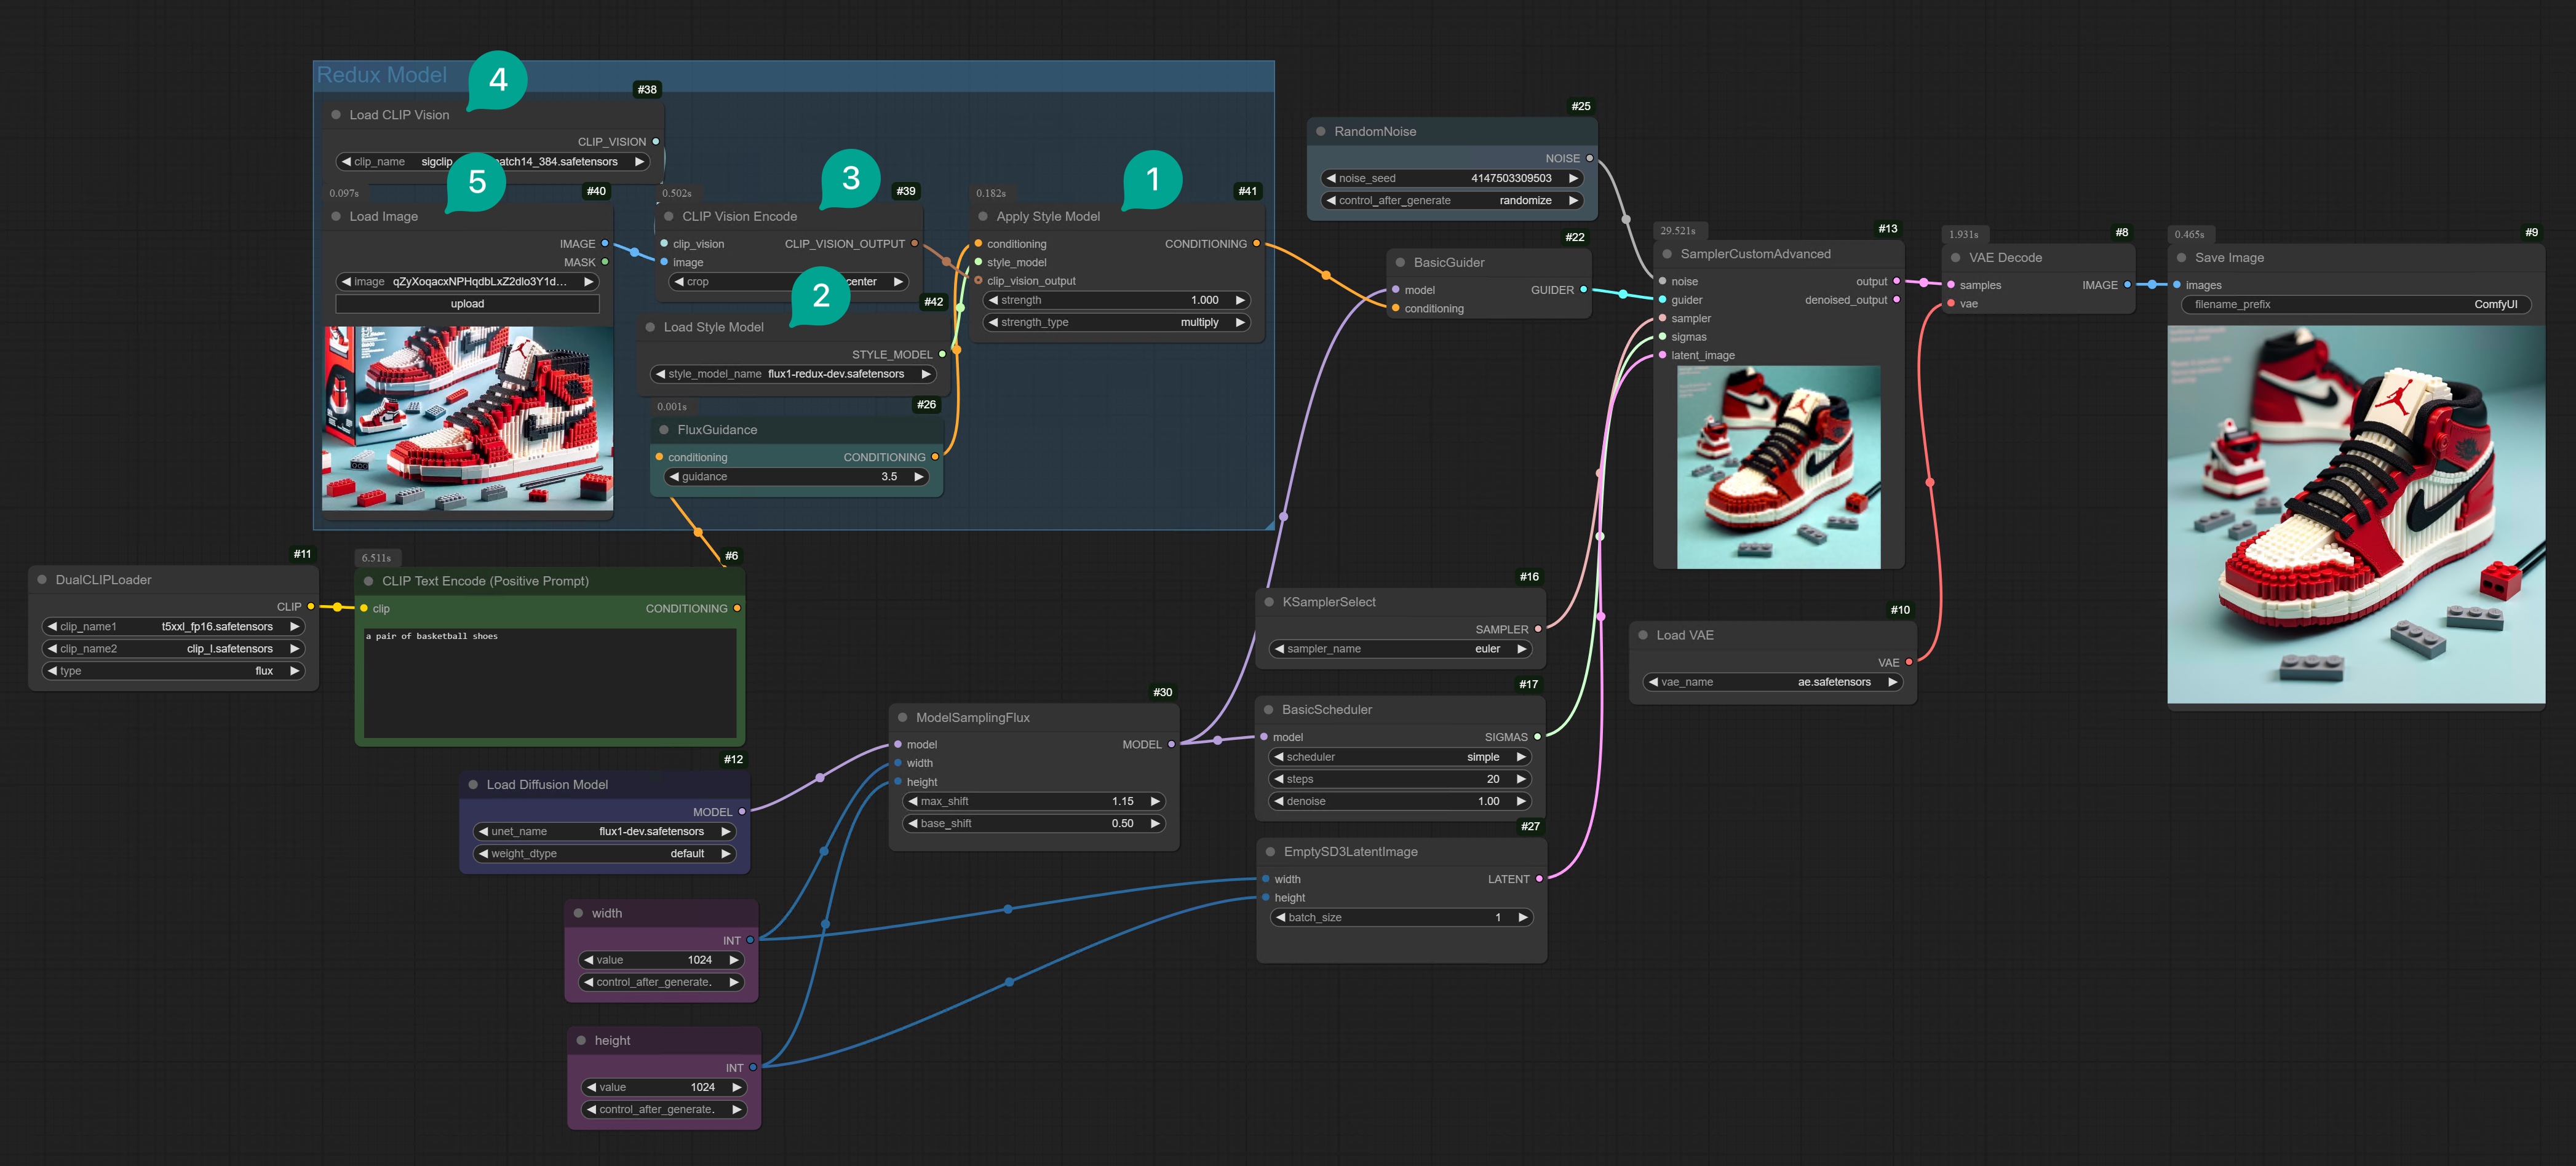 Redux Model
4
#38
Load CLIP Vision
CLIP_VISION
clip_name sigclip atch14_384.safetensors
5
0.097s
#40
Load Image
IMAGE
MASK
image qZyXoqacxNPHqdbLxZ2dlo3Y1d...
upload
3
0.502s
#39
CLIP Vision Encode
clip_vision CLIP_VISION_OUTPUT
image
crop center
2
#42
Load Style Model
STYLE_MODEL
style_model_name flux1-redux-dev.safetensors
0.001s
#26
FluxGuidance
conditioning CONDITIONING
guidance 3.5
1
0.182s
#41
Apply Style Model
conditioning CONDITIONING
style_model
clip_vision_output
strength 1.000
strength_type multiply
#11
DualCLIPLoader
CLIP
clip_name1 t5xxl_fp16.safetensors
clip_name2 clip_l.safetensors
type flux
6.511s
#6
CLIP Text Encode (Positive Prompt)
clip CONDITIONING
a pair of basketball shoes
#12
Load Diffusion Model
MODEL
unet_name flux1-dev.safetensors
weight_dtype default
width
INT
value 1024
control_after_generate.
height
INT
value 1024
control_after_generate.
#30
ModelSamplingFlux
model MODEL
width
height
max_shift 1.15
base_shift 0.50
#25
RandomNoise
NOISE
noise_seed 4147503309503
control_after_generate randomize
#22
BasicGuider
model GUIDER
conditioning
#16
KSamplerSelect
SAMPLER
sampler_name euler
#17
BasicScheduler
model SIGMAS
scheduler simple
steps 20
denoise 1.00
#27
EmptySD3LatentImage
width LATENT
height
batch_size 1
29.521s
#13
SamplerCustomAdvanced
noise output
guider denoised_output
sampler
sigmas
latent_image
#10
Load VAE
VAE
vae_name ae.safetensors
1.931s
#8
VAE Decode
samples IMAGE
vae
0.465s
#9
Save Image
images
filename_prefix ComfyUI